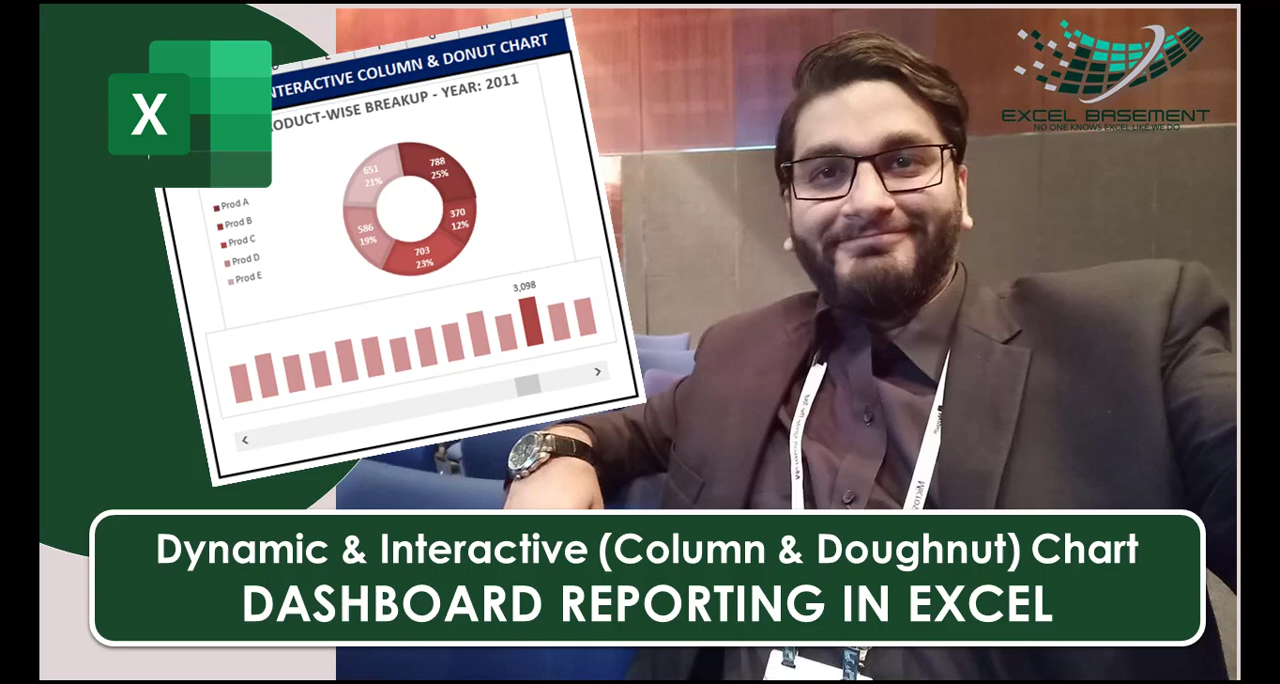 X
INTERACTIVE COLUMN & DONUT CHART
PRODUCT-WISE BREAKUP - YEAR: 2011
651
21%
788
25%
370
12%
586
19%
703
23%
Prod A
Prod B
Prod C
Prod D
Prod E
3,098
EXCEL BASEMENT
NO ONE KNOWS EXCEL LIKE WE DO
Dynamic & Interactive (Column & Doughnut) Chart
DASHBOARD REPORTING IN EXCEL